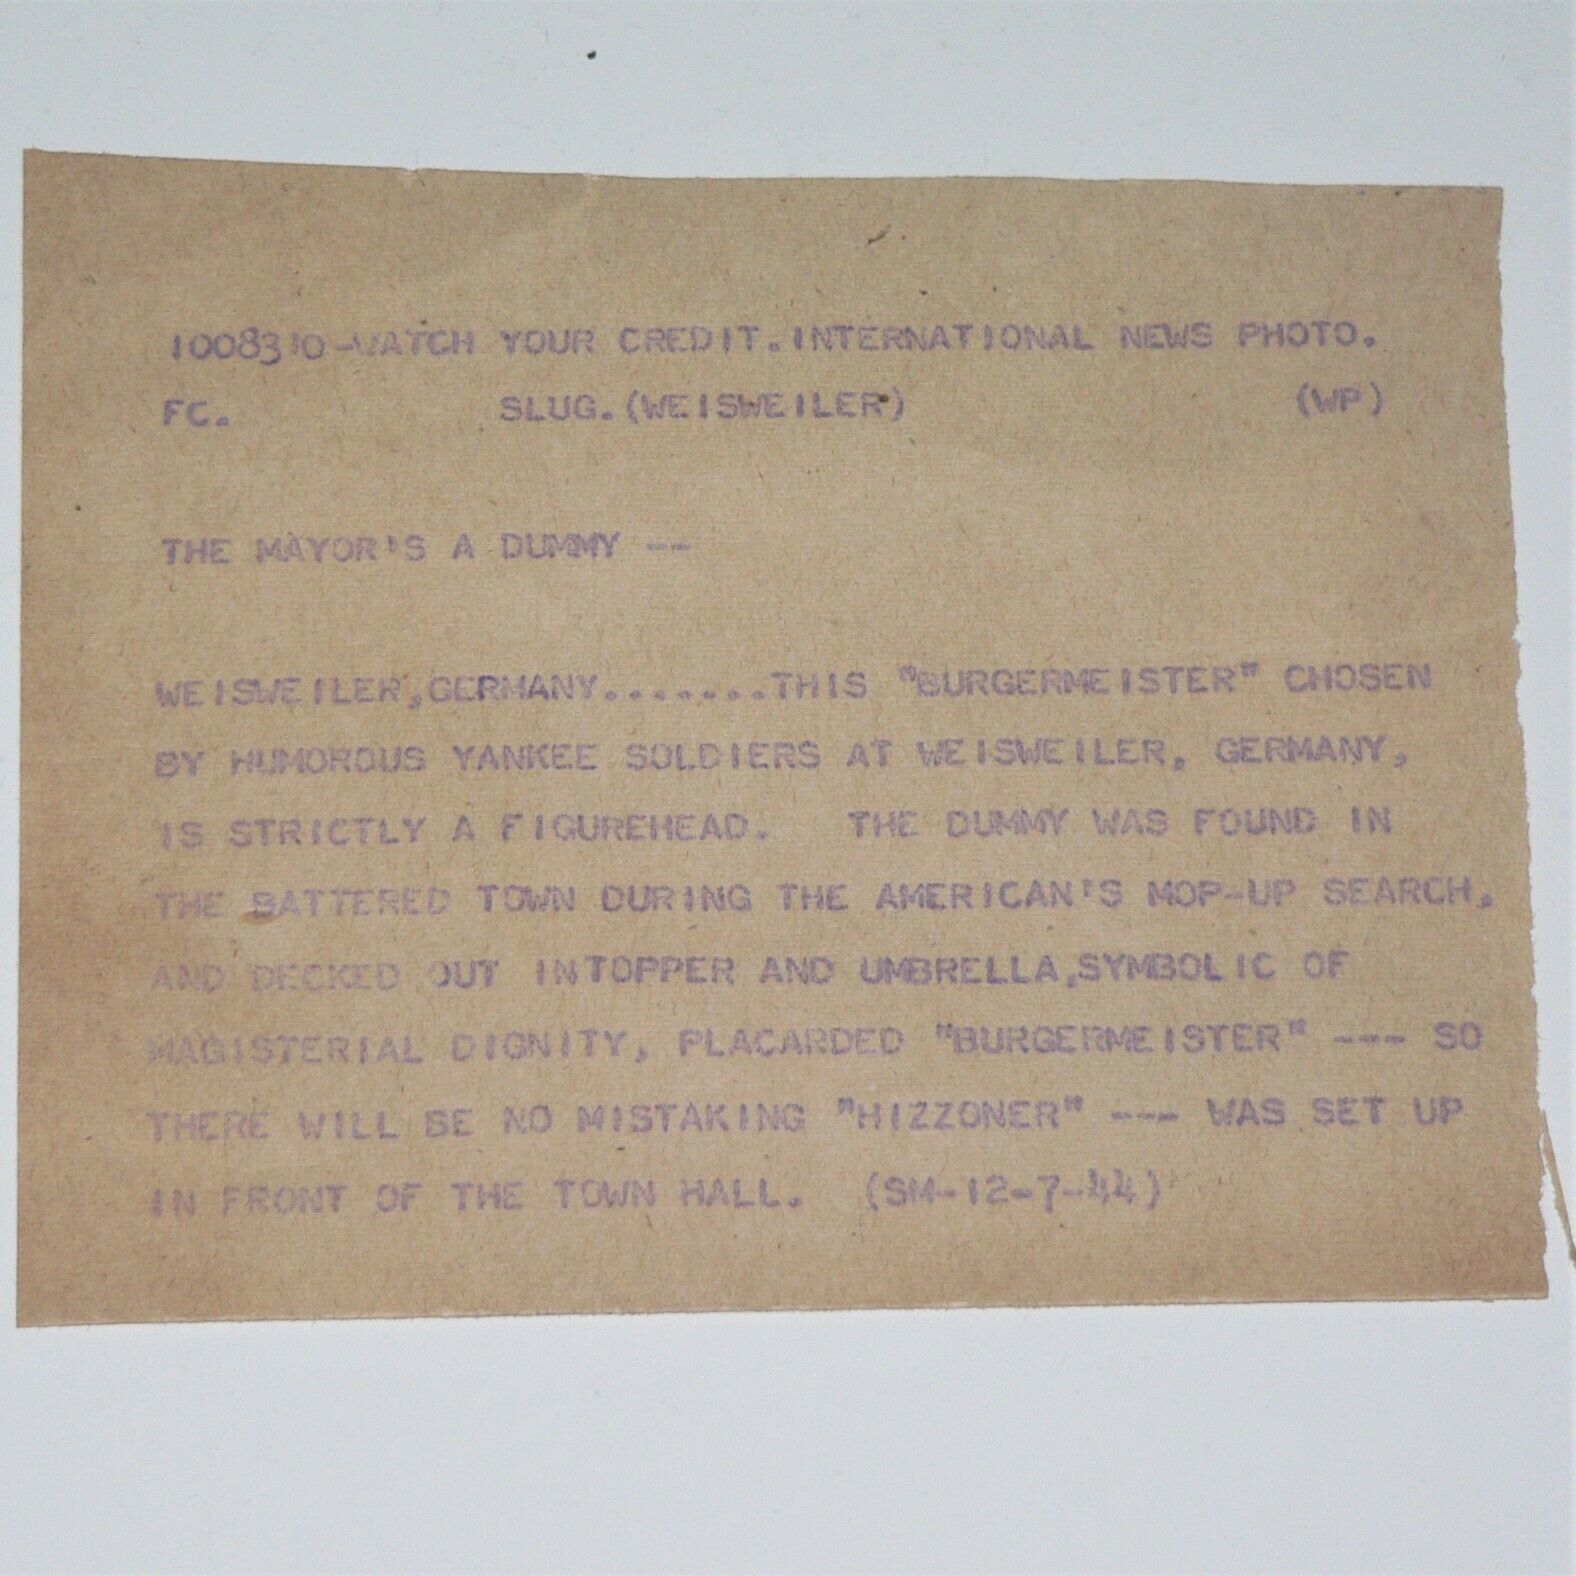 1008310-WATCH YOUR CREDIT.INTERNATIONAL NEWS PHOTO.
FC. SLUG.(WEISWEILER) (WP)
THE MAYOR'S A DUMMY --
WEISWEILER,GERMANY.......THIS "BURGERMEISTER" CHOSEN
BY HUMOROUS YANKEE SOLDIERS AT WEISWEILER, GERMANY,
IS STRICTLY A FIGUREHEAD. THE DUMMY WAS FOUND IN
THE BATTERED TOWN DURING THE AMERICAN'S MOP-UP SEARCH,
AND DECKED OUT INTOPPER AND UMBRELLA,SYMBOLIC OF
MAGISTERIAL DIGNITY, PLACARDED "BURGERMEISTER" --- SO
THERE WILL BE NO MISTAKING "HIZZONER" --- WAS SET UP
IN FRONT OF THE TOWN HALL. (SM-12-7-44)